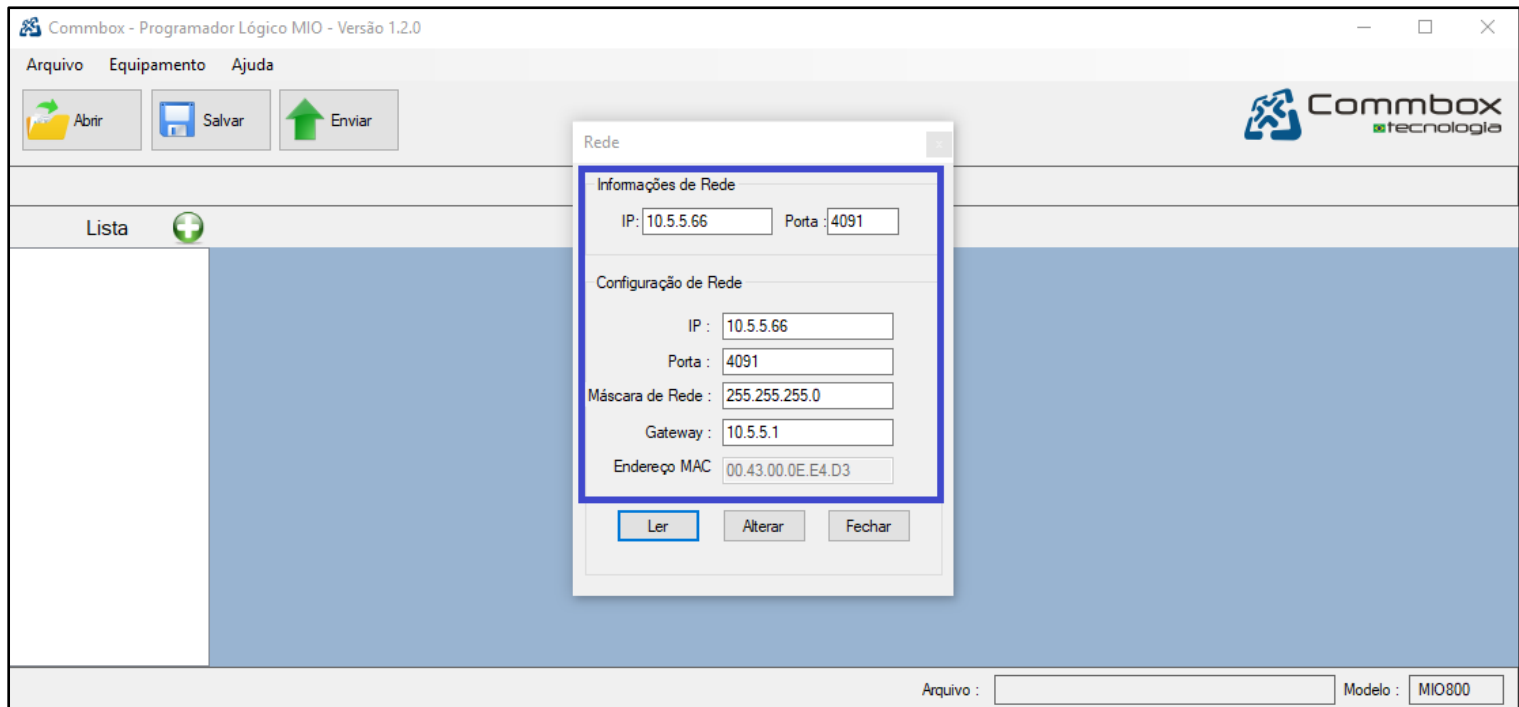 Commbox - Programador Lógico MIO - Versão 1.2.0
Arquivo Equipamento Ajuda
Abrir Salvar Enviar
Commbox
tecnologia
Rede
Informações de Rede
IP: 10.5.5.66 Porta : 4091
Lista
Configuração de Rede
IP : 10.5.5.66
Porta : 4091
Máscara de Rede : 255.255.255.0
Gateway : 10.5.5.1
Endereço MAC 00.43.00.0E.E4.D3
Ler Alterar Fechar
Arquivo : Modelo : MIO800